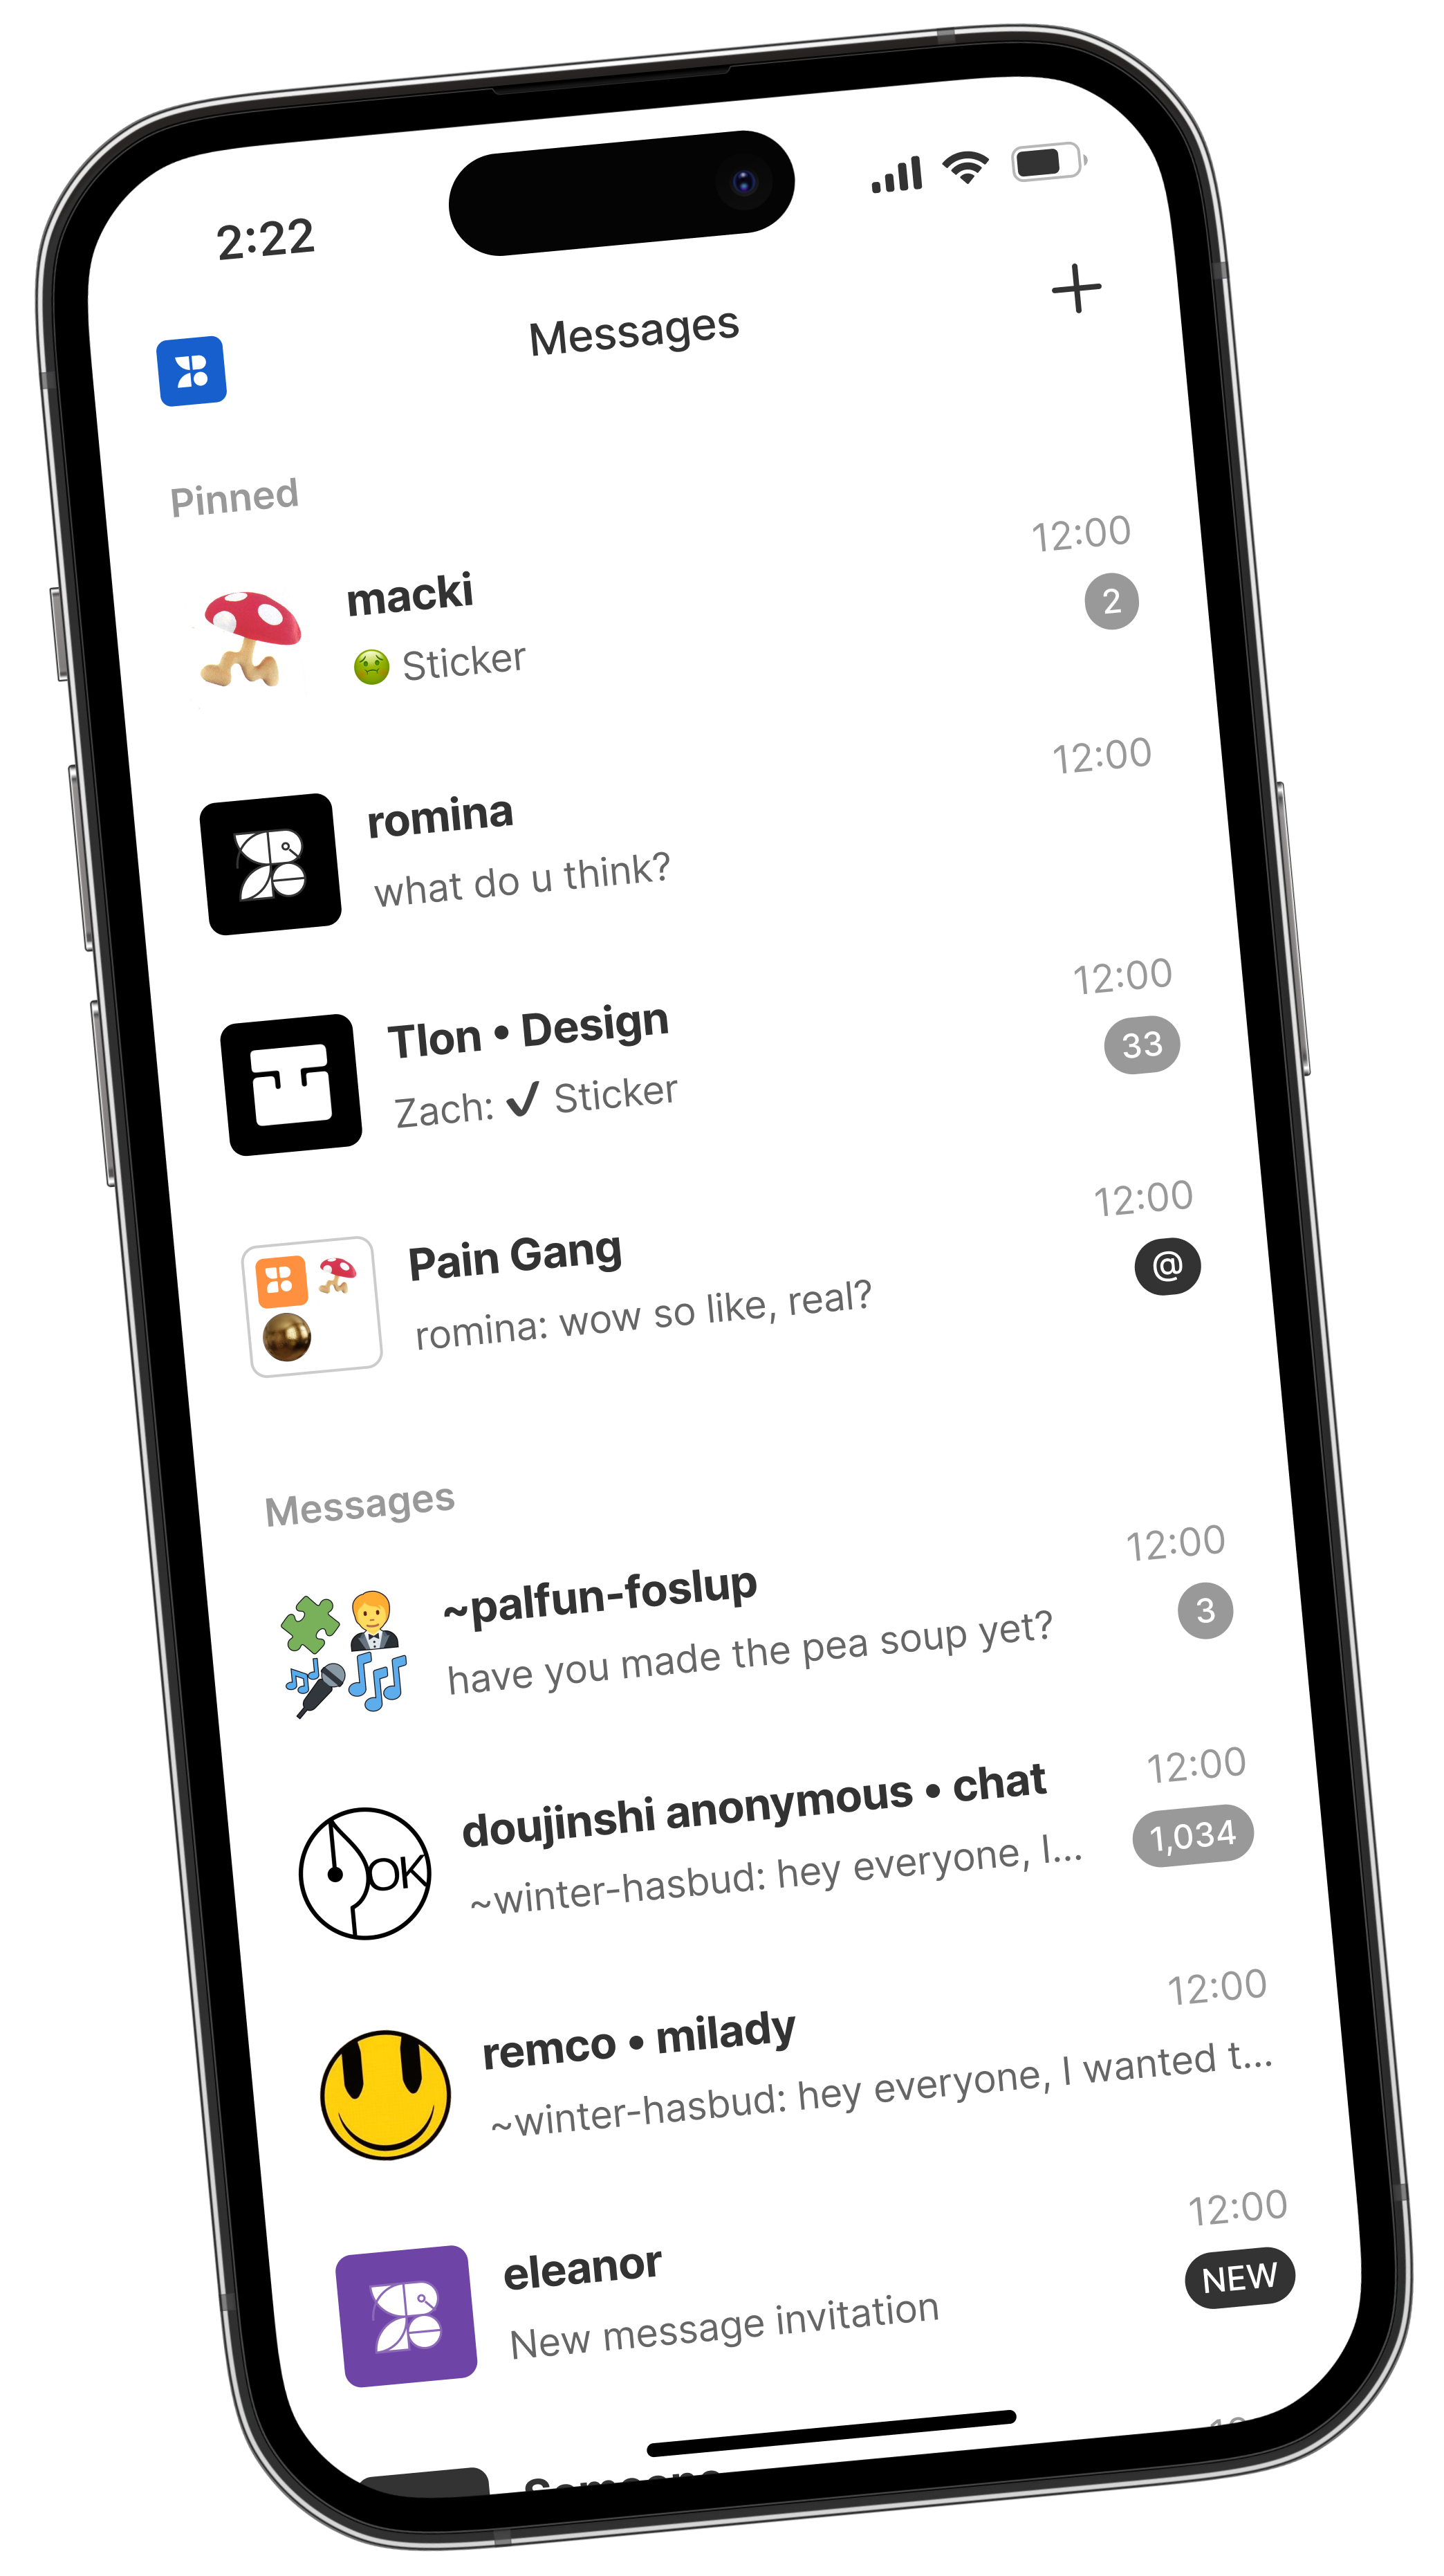 2:22
Messages
Pinned
macki
12:00
🤢 Sticker
2
romina
12:00
what do u think?
Tlon • Design
12:00
Zach: ✔ Sticker
33
Pain Gang
12:00
romina: wow so like, real?
@
Messages
~palfun-foslup
12:00
have you made the pea soup yet?
3
doujinshi anonymous • chat
12:00
~winter-hasbud: hey everyone, I...
1,034
OK
remco • milady
12:00
~winter-hasbud: hey everyone, I wanted t...
eleanor
12:00
New message invitation
NEW